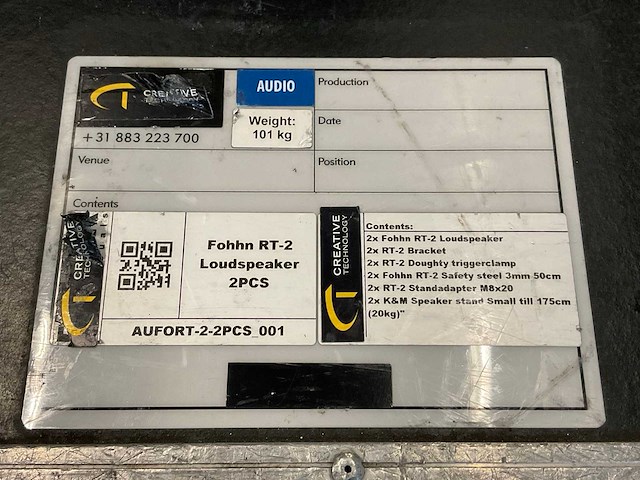 CREATIVE
TECHNOLOGY
AUDIO
Production
Weight:
101 kg
Date
+31 883 223 700
Venue
Position
Contents
CREATIVE
TECHNOLOGY
Fohhn RT-2
Loudspeaker
2PCS
AUFORT-2-2PCS_001
CREATIVE
TECHNOLOGY
Contents:
2x Fohhn RT-2 Loudspeaker
2x RT-2 Bracket
2x RT-2 Doughty triggerclamp
2x Fohhn RT-2 Safety steel 3mm 50cm
2x RT-2 Standadapter M8x20
2x K&M Speaker stand Small till 175cm
(20kg)"